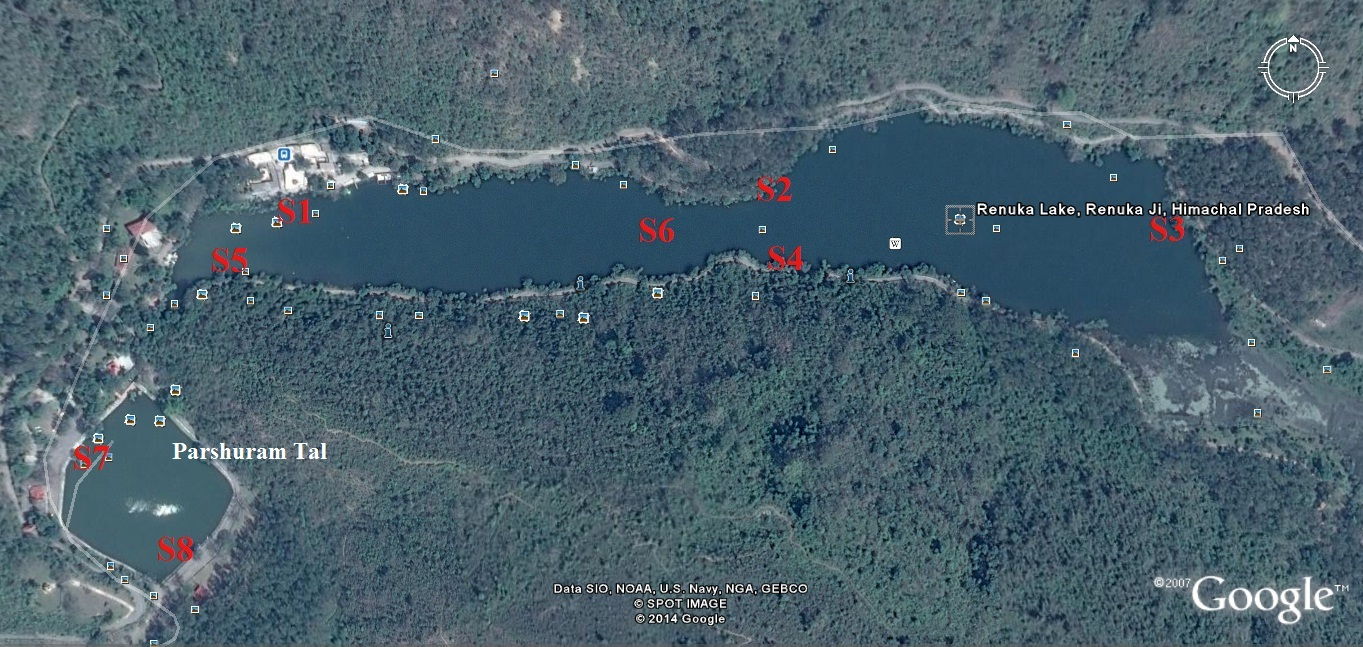 N
S2
Renuka Lake, Renuka Ji, Himachal Pradesh
S1
S6
S3
S5
S4
W
Parshuram Tal
S7
S8
Data SIO, NOAA, U.S. Navy, NGA, GEBCO
© SPOT IMAGE
© 2014 Google
©2007 Google™